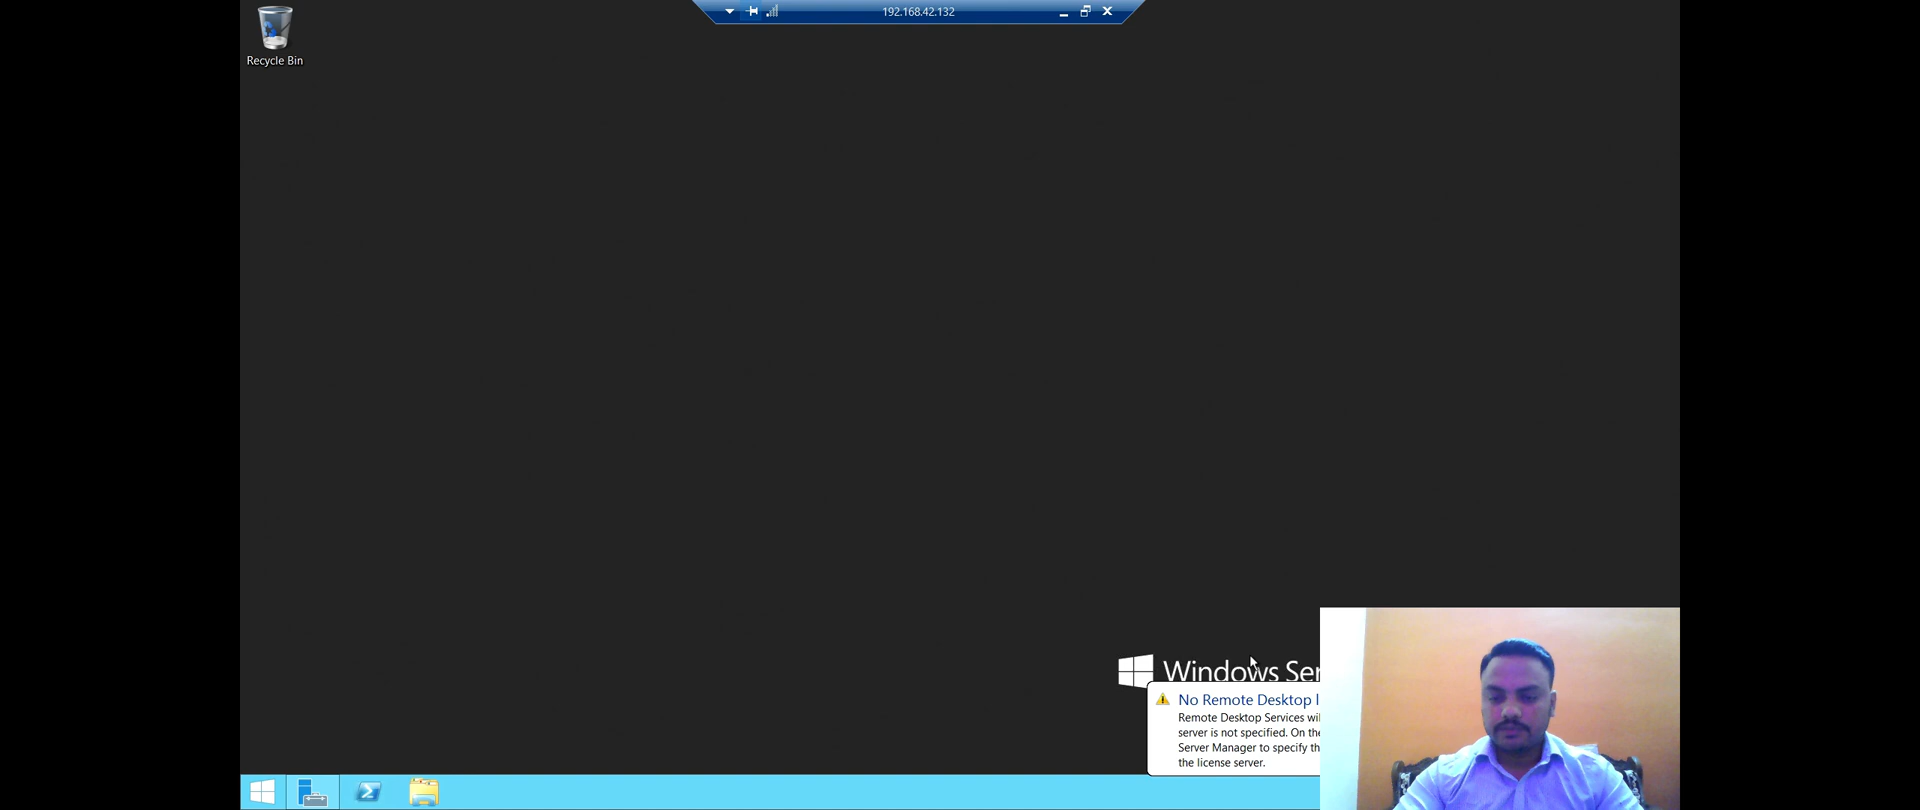 192.168.42.132
Recycle Bin
Windows Ser
No Remote Desktop l
Remote Desktop Services wil
server is not specified. On the
Server Manager to specify th
the license server.